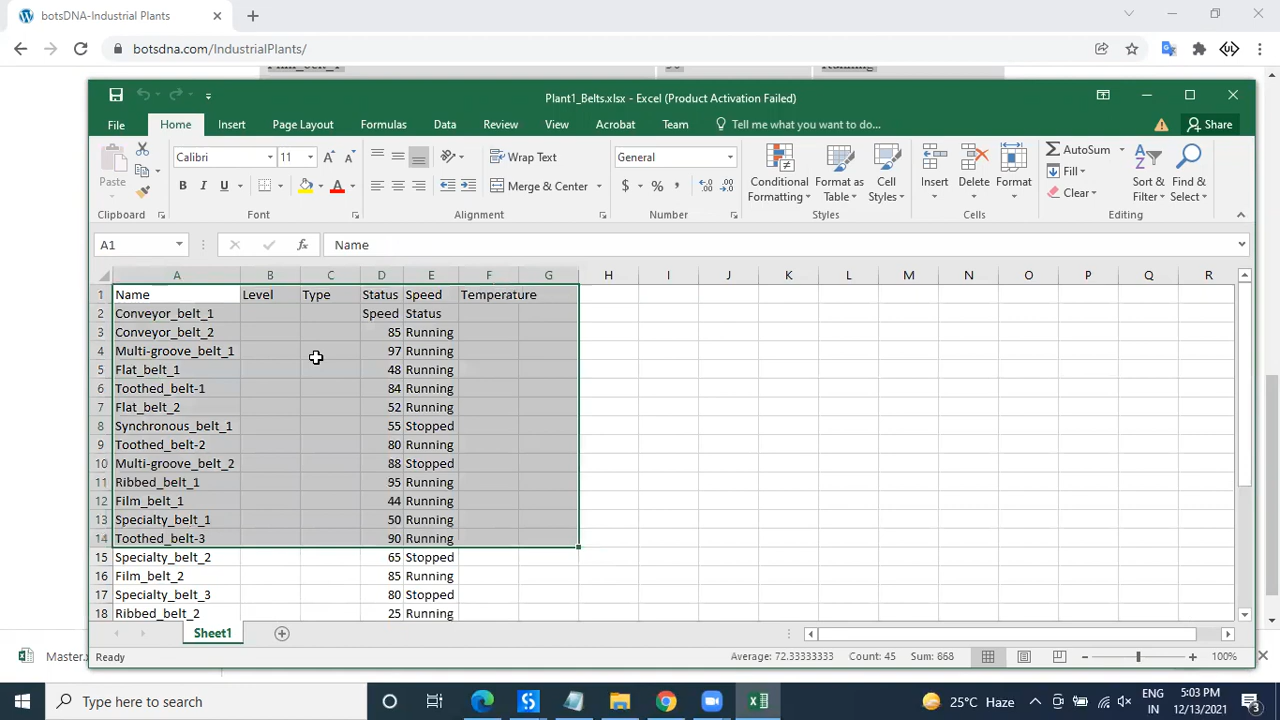 botsDNA-Industrial Plants
botsdna.com/IndustrialPlants/
Film_belt_1 50 Running
Plant1_Belts.xlsx - Excel (Product Activation Failed)
File Home Insert Page Layout Formulas Data Review View Acrobat Team Tell me what you want to do... Share
Paste
Calibri 11
B I U A
Wrap Text
Merge & Center
General
$ % ,
Conditional Formatting
Format as Table
Cell Styles
Insert Delete Format
AutoSum
Fill
Clear
Sort & Filter
Find & Select
Clipboard Font Alignment Number Styles Cells Editing
A1 fx Name
A B C D E F G H I J K L M N O P Q R
1 Name Level Type Status Speed Temperature
2 Conveyor_belt_1 Speed Status
3 Conveyor_belt_2 85 Running
4 Multi-groove_belt_1 97 Running
5 Flat_belt_1 48 Running
6 Toothed_belt-1 84 Running
7 Flat_belt_2 52 Running
8 Synchronous_belt_1 55 Stopped
9 Toothed_belt-2 80 Running
10 Multi-groove_belt_2 88 Stopped
11 Ribbed_belt_1 95 Running
12 Film_belt_1 44 Running
13 Specialty_belt_1 50 Running
14 Toothed_belt-3 90 Running
15 Specialty_belt_2 65 Stopped
16 Film_belt_2 85 Running
17 Specialty_belt_3 80 Stopped
18 Ribbed_belt_2 25 Running
Sheet1
Master.x
Ready Average: 72.33333333 Count: 45 Sum: 868 100%
Type here to search
25°C Haze
ENG IN
5:03 PM
12/13/2021
3